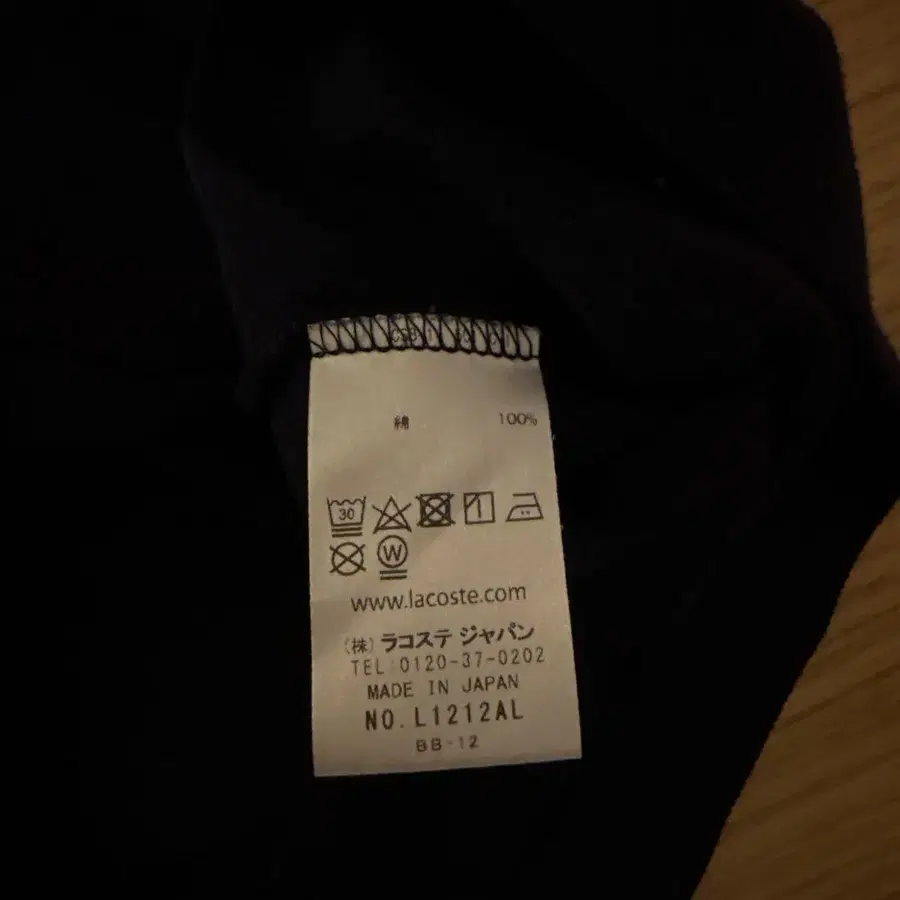 綿 100%
30
W
www.lacoste.com
(株) ラコステ ジャパン
TEL:0120-37-0202
MADE IN JAPAN
NO. L1212AL
BB-12